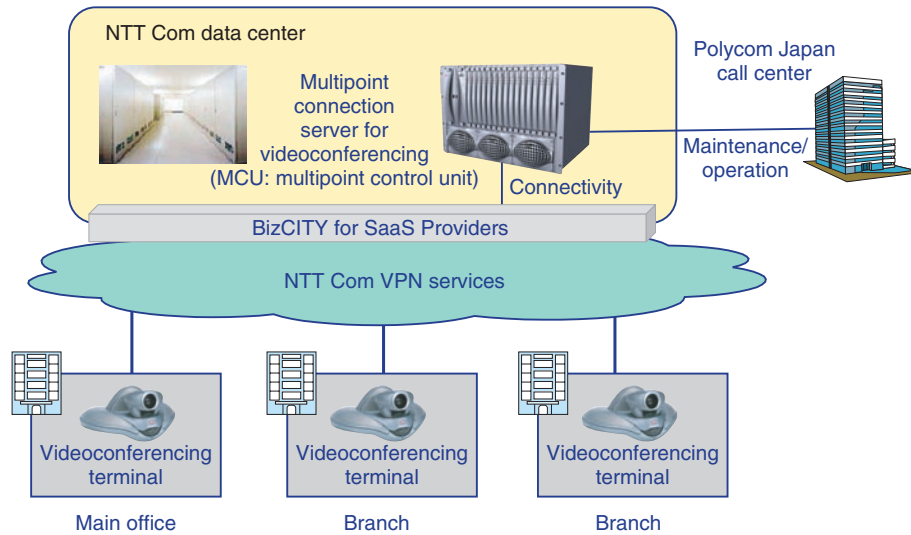 NTT Com data center
Multipoint
connection
server for
videoconferencing
(MCU: multipoint control unit)
Connectivity
Polycom Japan
call center
Maintenance/
operation
BizCITY for SaaS Providers
NTT Com VPN services
Videoconferencing
terminal
Main office
Videoconferencing
terminal
Branch
Videoconferencing
terminal
Branch